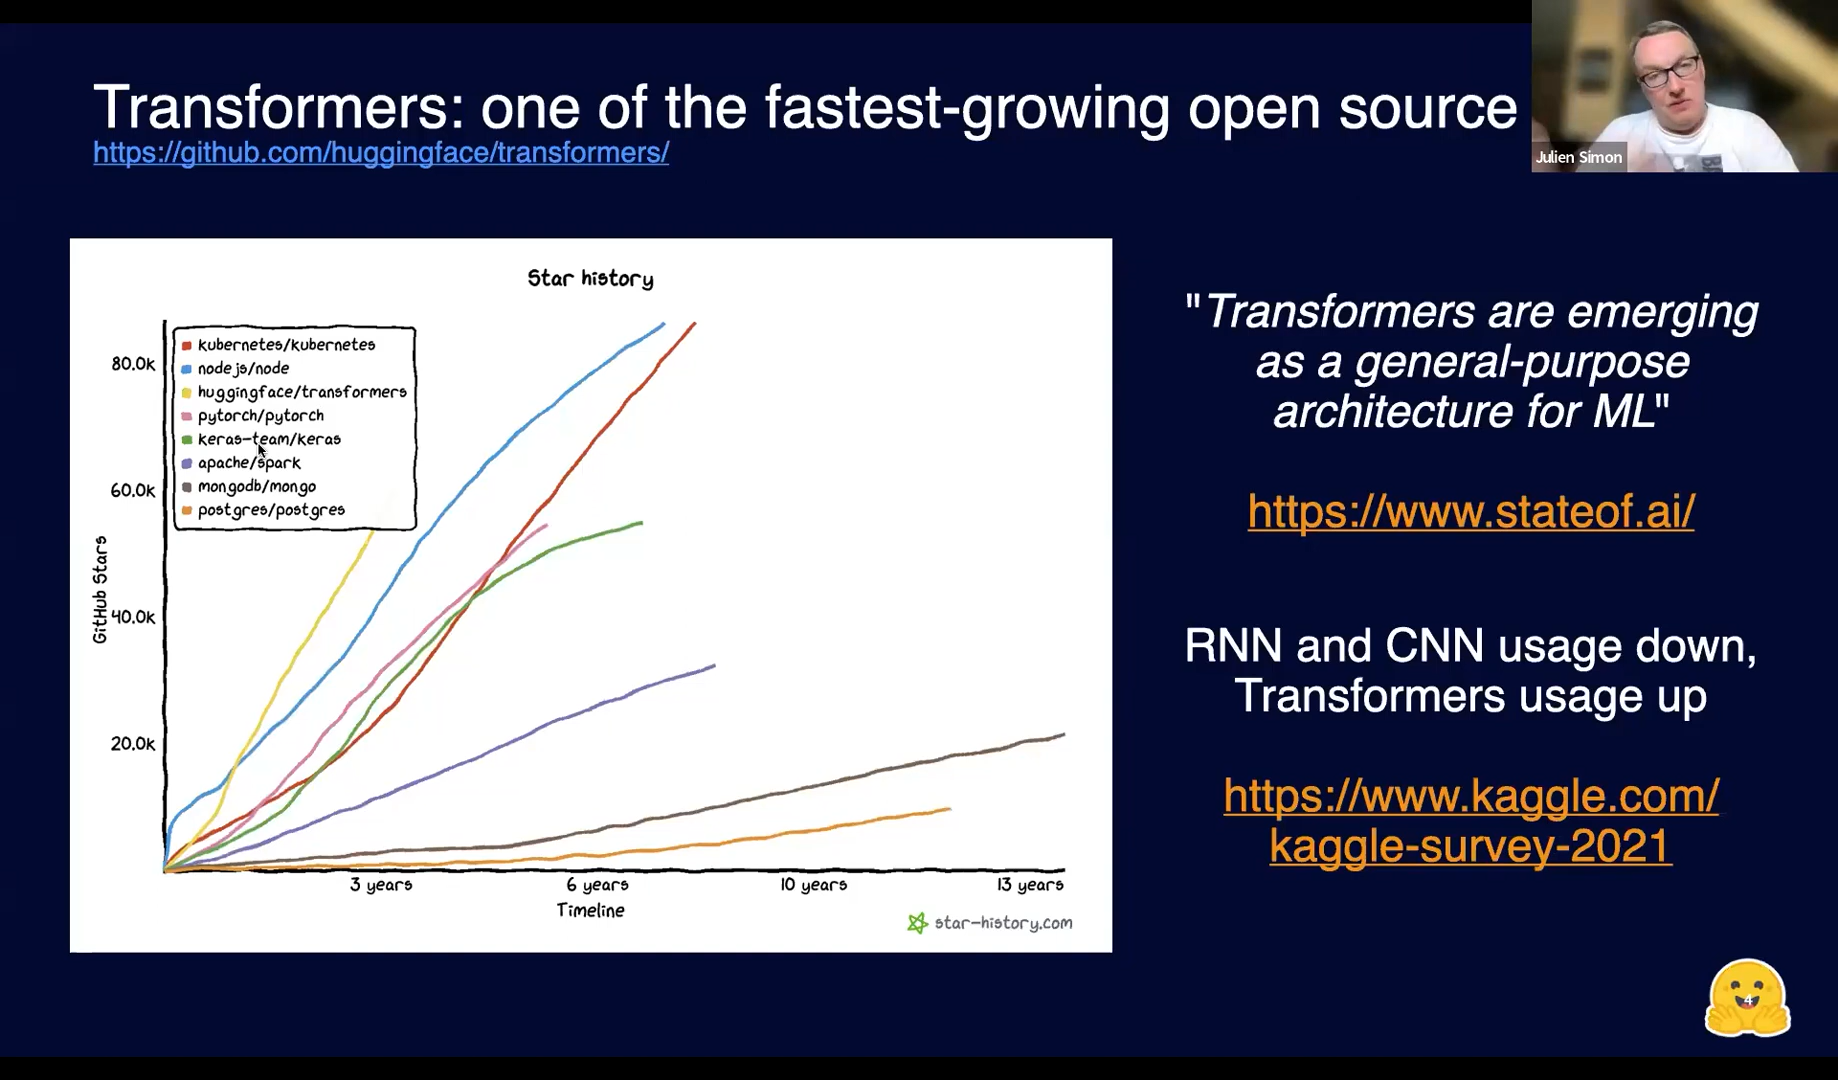 Transformers: one of the fastest-growing open source
https://github.com/huggingface/transformers/
Julien Simon
Star history
kubernetes/kubernetes
nodejs/node
huggingface/transformers
pytorch/pytorch
keras-team/keras
apache/spark
mongodb/mongo
postgres/postgres
80.0k
60.0k
40.0k
20.0k
GitHub Stars
3 years
6 years
10 years
13 years
Timeline
star-history.com
"Transformers are emerging
as a general-purpose
architecture for ML"
https://www.stateof.ai/
RNN and CNN usage down,
Transformers usage up
https://www.kaggle.com/
kaggle-survey-2021
4